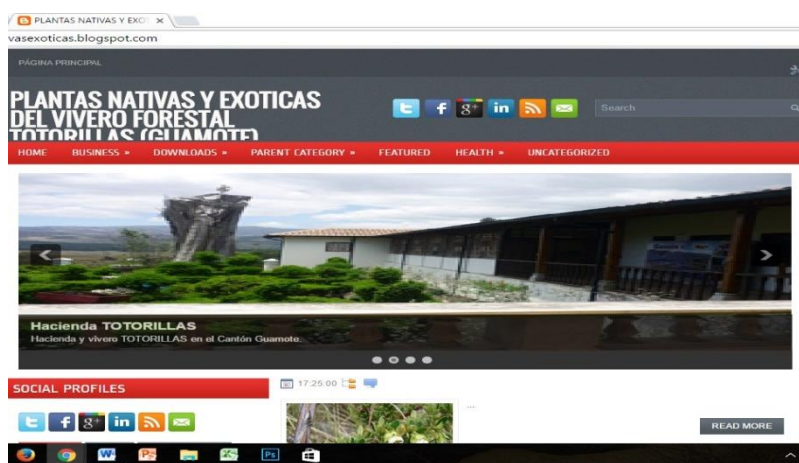 PLANTAS NATIVAS Y EXO
vasexoticas.blogspot.com
PÁGINA PRINCIPAL
PLANTAS NATIVAS Y EXOTICAS
DEL VIVERO FORESTAL
TOTORILLAS (GUAMOTE)
Search
HOME BUSINESS » DOWNLOADS » PARENT CATEGORY » FEATURED HEALTH » UNCATEGORIZED
Hacienda TOTORILLAS
Hacienda y vivero TOTORILLAS en el Cantón Guamote.
SOCIAL PROFILES
17:25:00
...
READ MORE